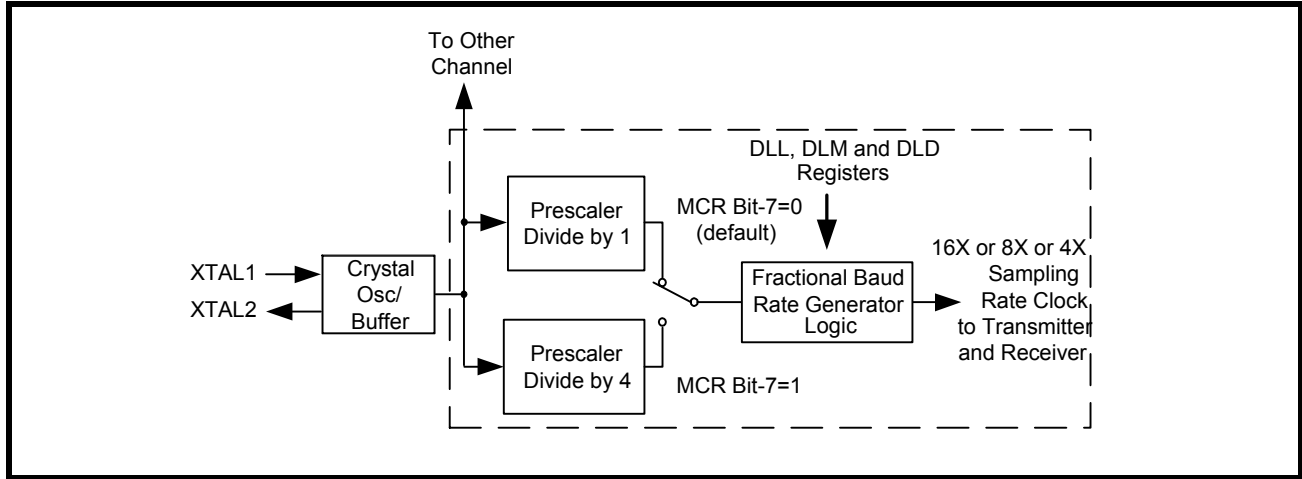 To Other
Channel
DLL, DLM and DLD
Registers
Prescaler
Divide by 1
MCR Bit-7=0
(default)
16X or 8X or 4X
Sampling
Rate Clock
to Transmitter
and Receiver
XTAL1
XTAL2
Crystal
Osc/
Buffer
Fractional Baud
Rate Generator
Logic
Prescaler
Divide by 4
MCR Bit-7=1